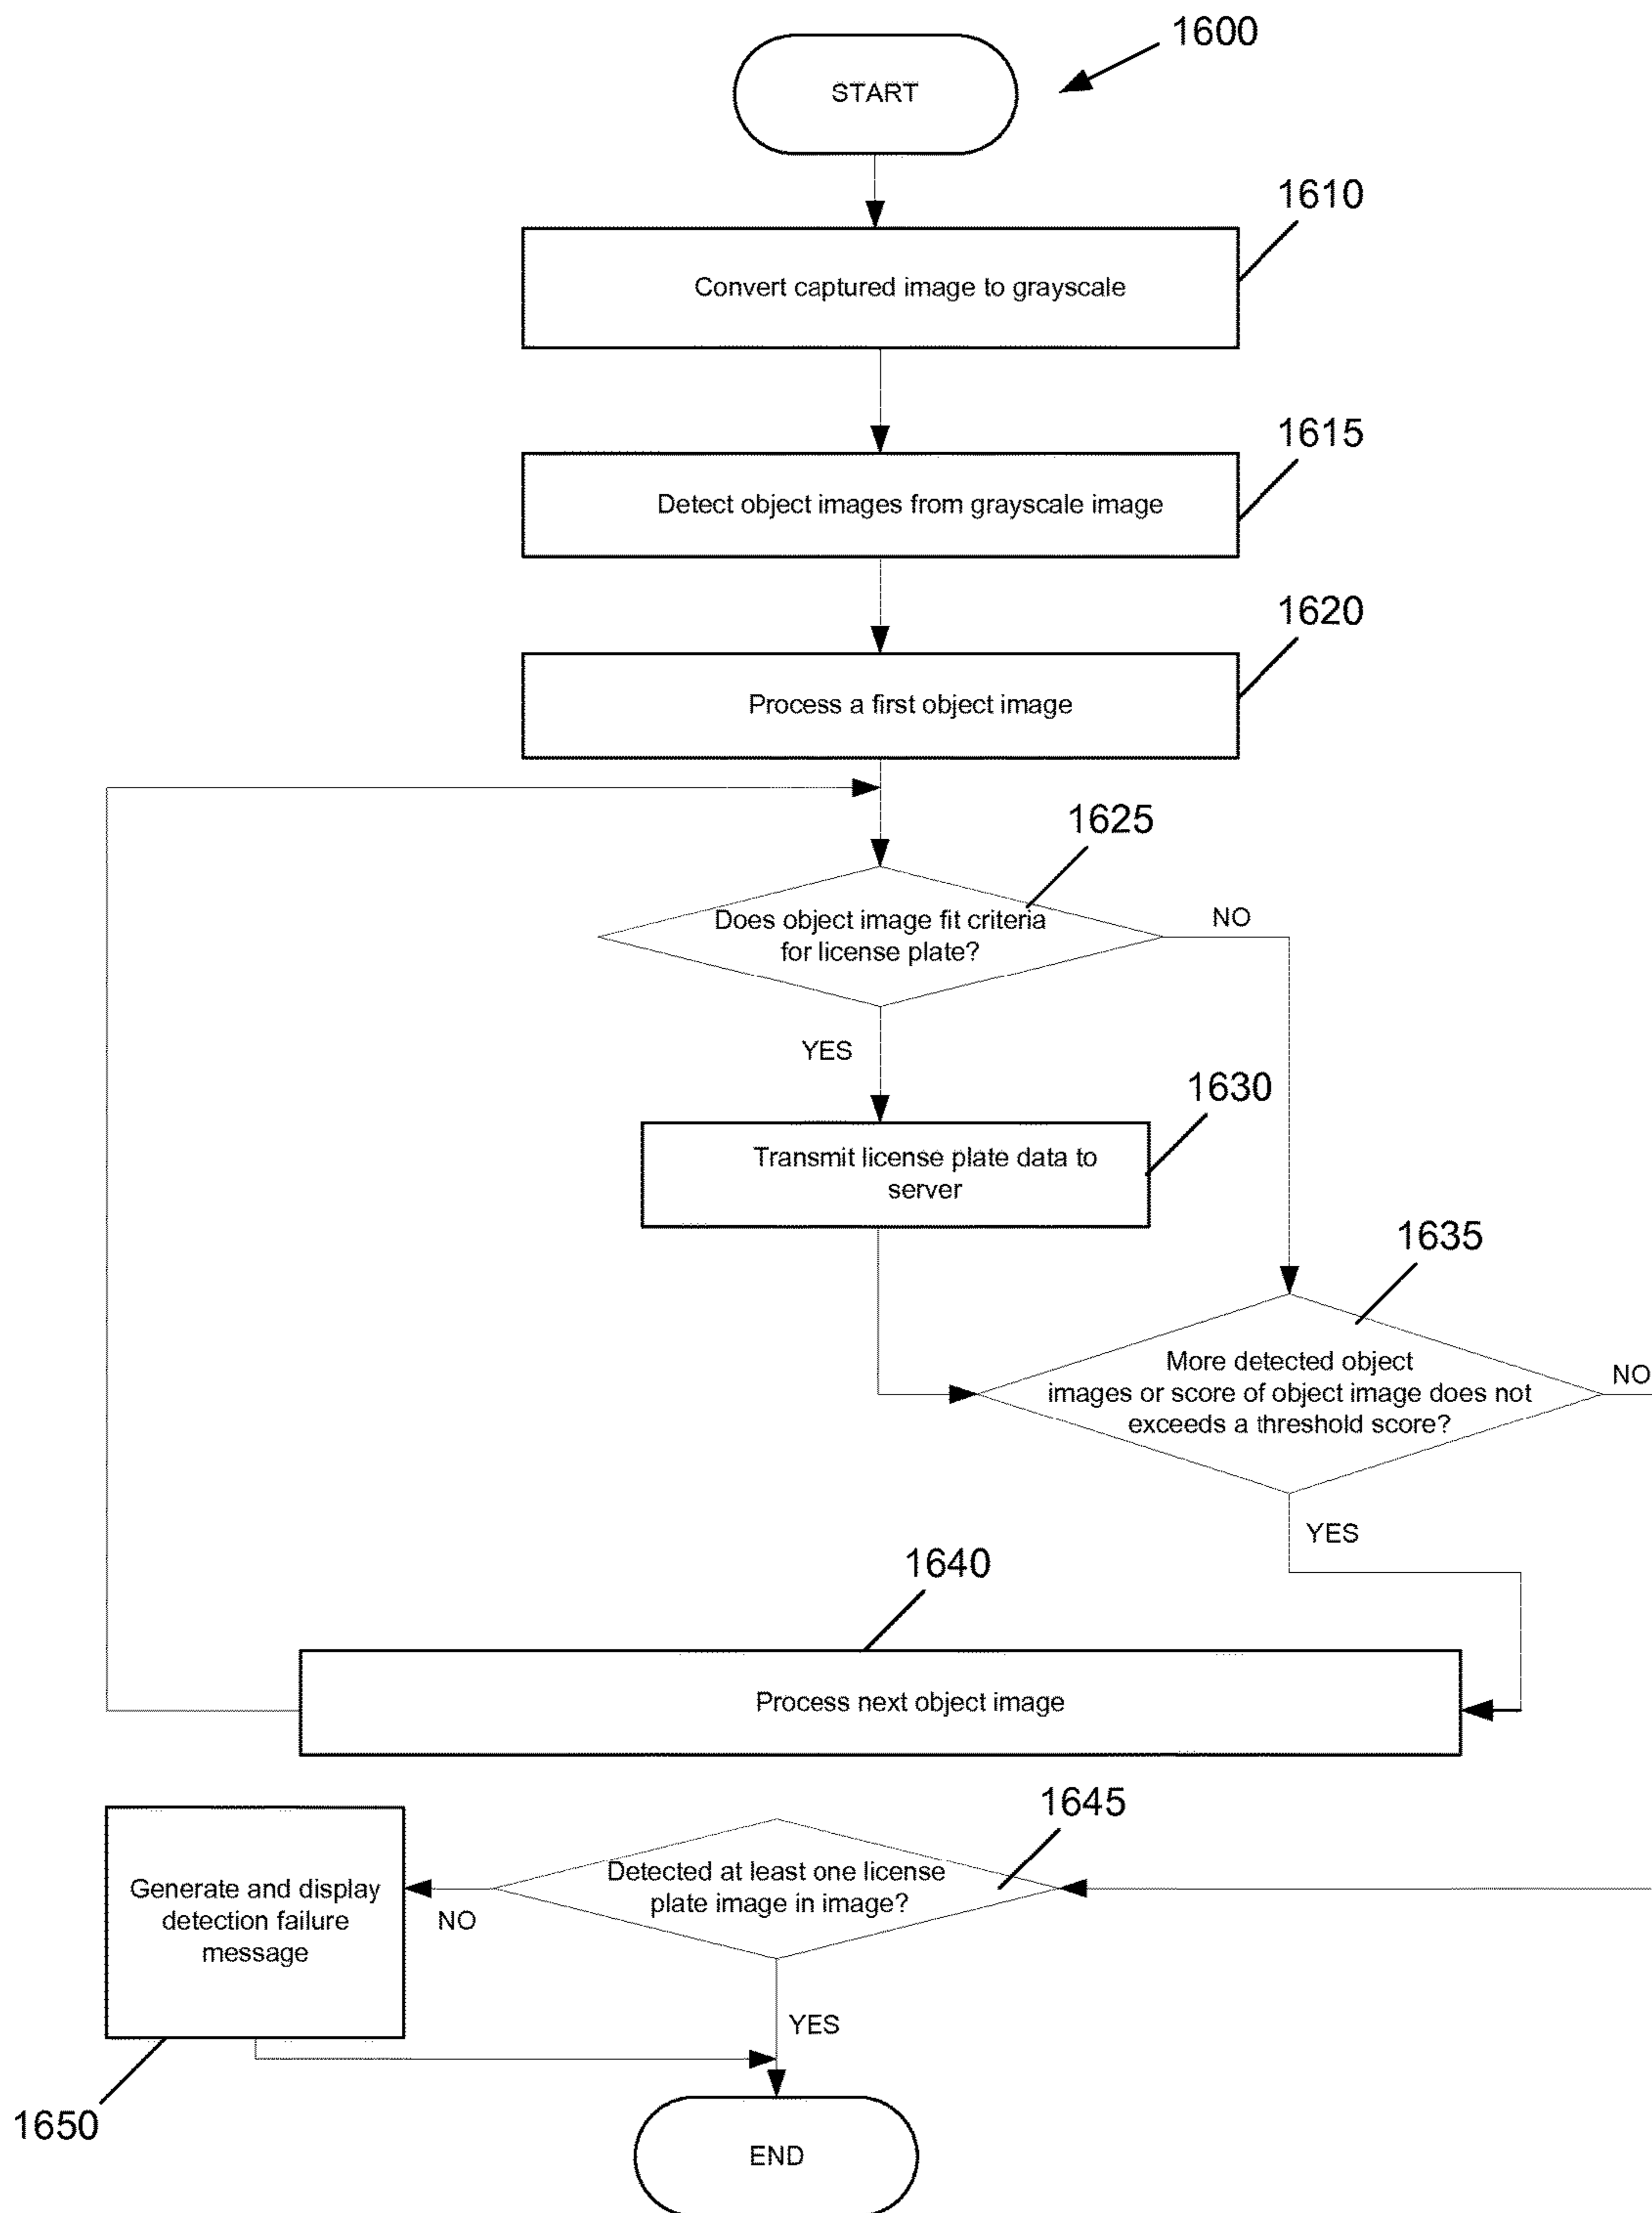 1600
START
1610
Convert captured image to grayscale
1615
Detect object images from grayscale image
1620
Process a first object image
1625
Does object image fit criteria
for license plate?
NO
YES
1630
Transmit license plate data to
server
1635
More detected object
images or score of object image does not
exceeds a threshold score?
NO
YES
1640
Process next object image
1645
Detected at least one license
plate image in image?
NO
Generate and display
detection failure
message
YES
1650
END